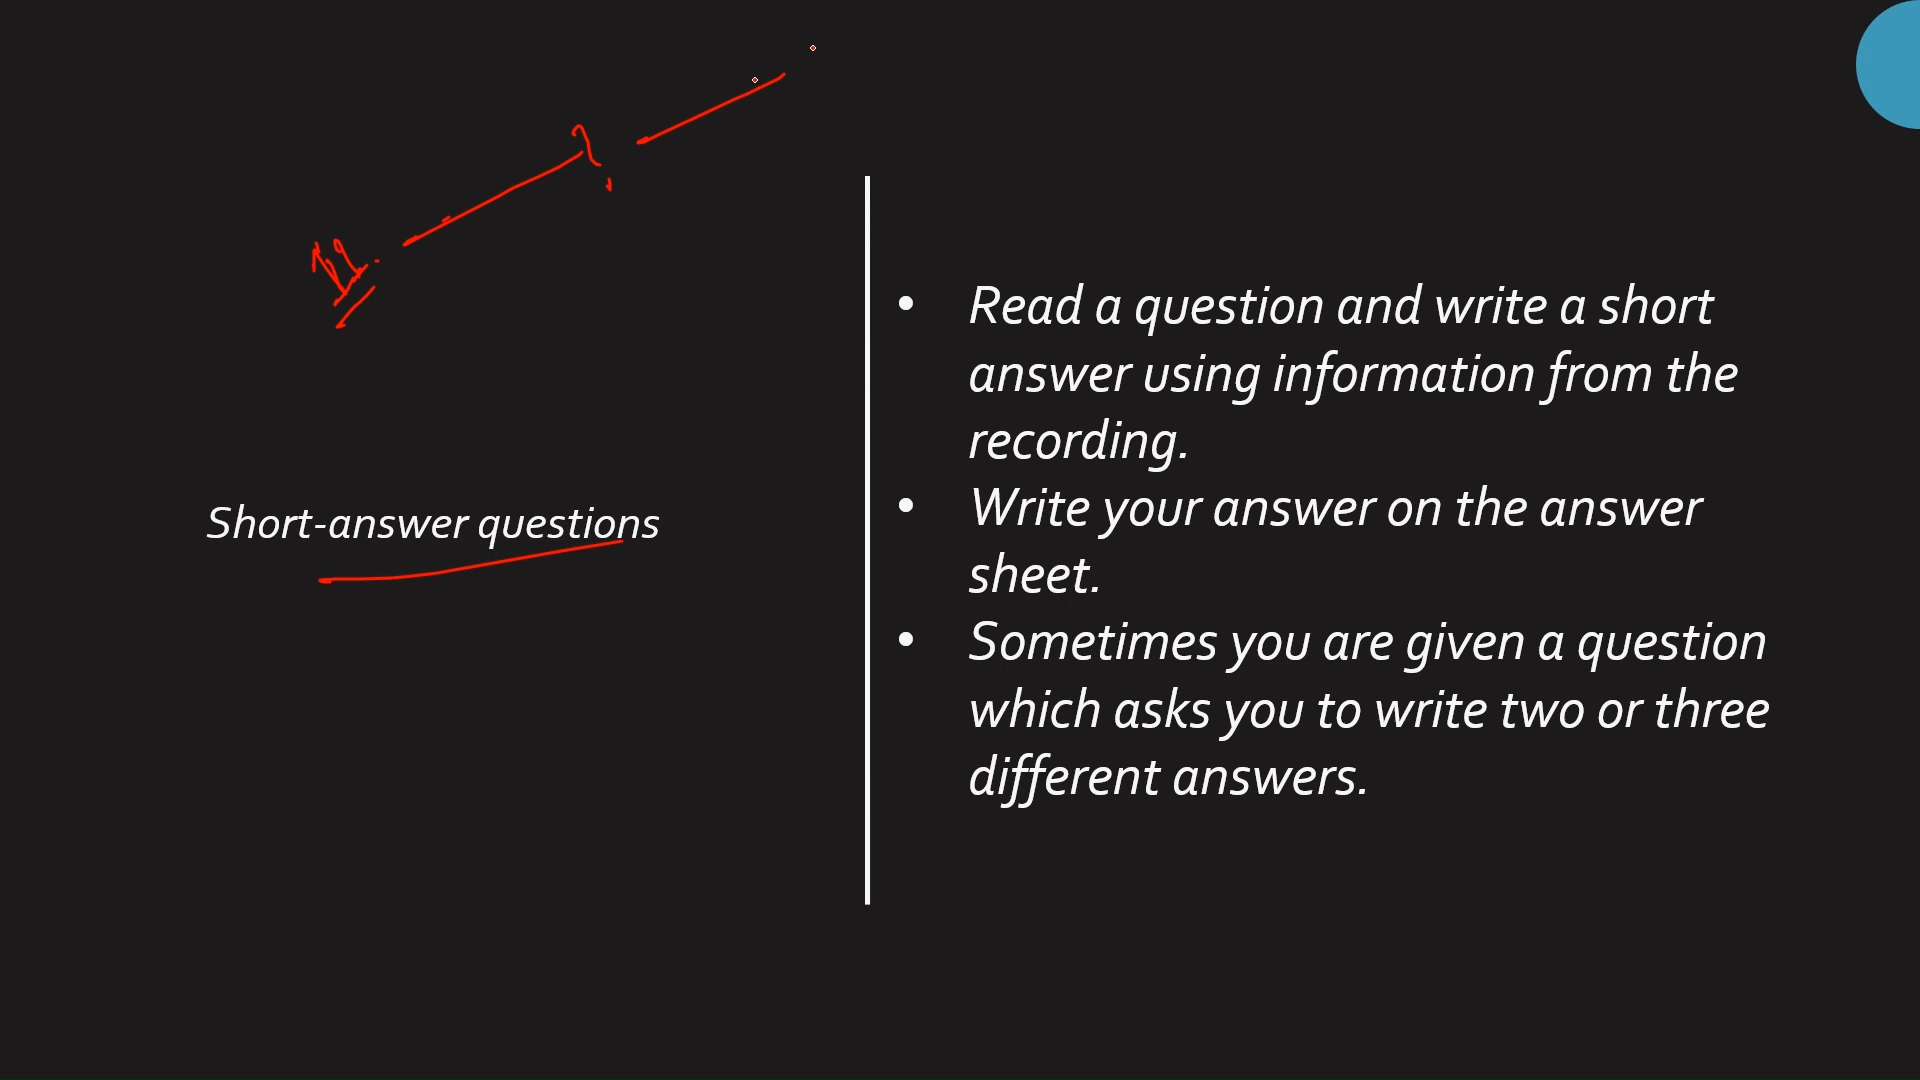 Short-answer questions
• Read a question and write a short
answer using information from the
recording.
• Write your answer on the answer
sheet.
• Sometimes you are given a question
which asks you to write two or three
different answers.